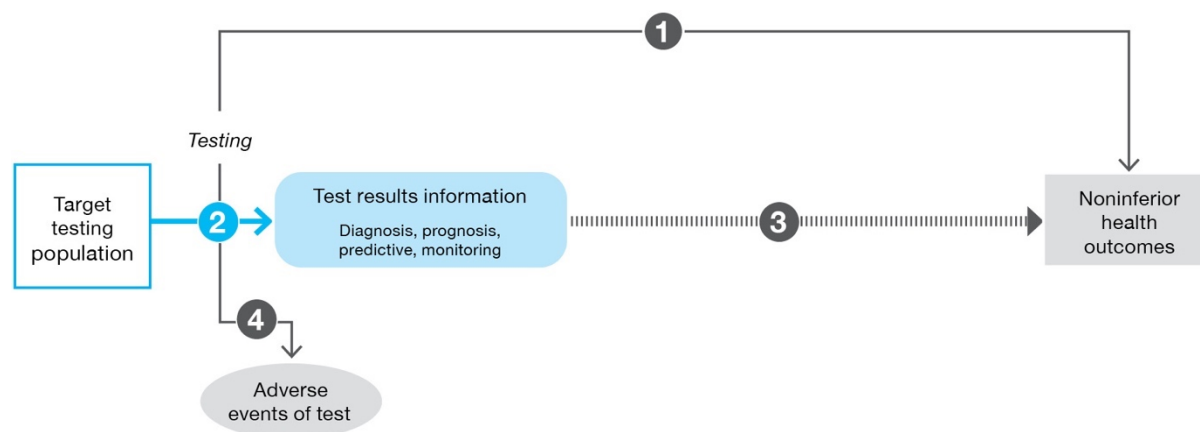 1
Testing
Target
testing
population
2
Test results information
Diagnosis, prognosis,
predictive, monitoring
3
Noninferior
health
outcomes
4
Adverse
events of test